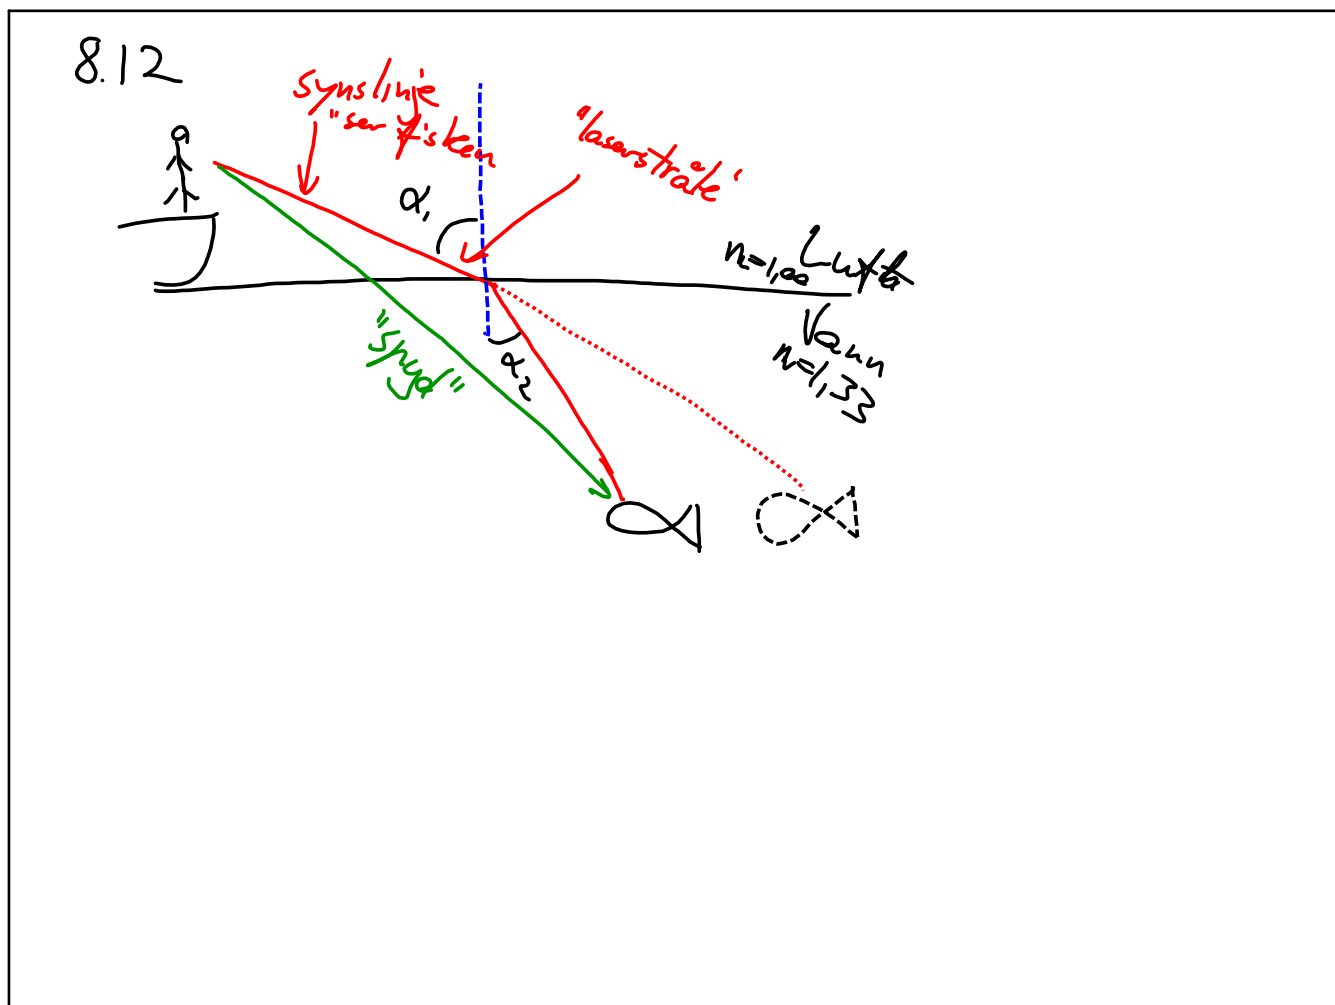 8.12
synslinje
"ser fisken
"laserstråle"
α₁
n=1,00 Luft
Vann
n=1,33
"Spyd"
α₂